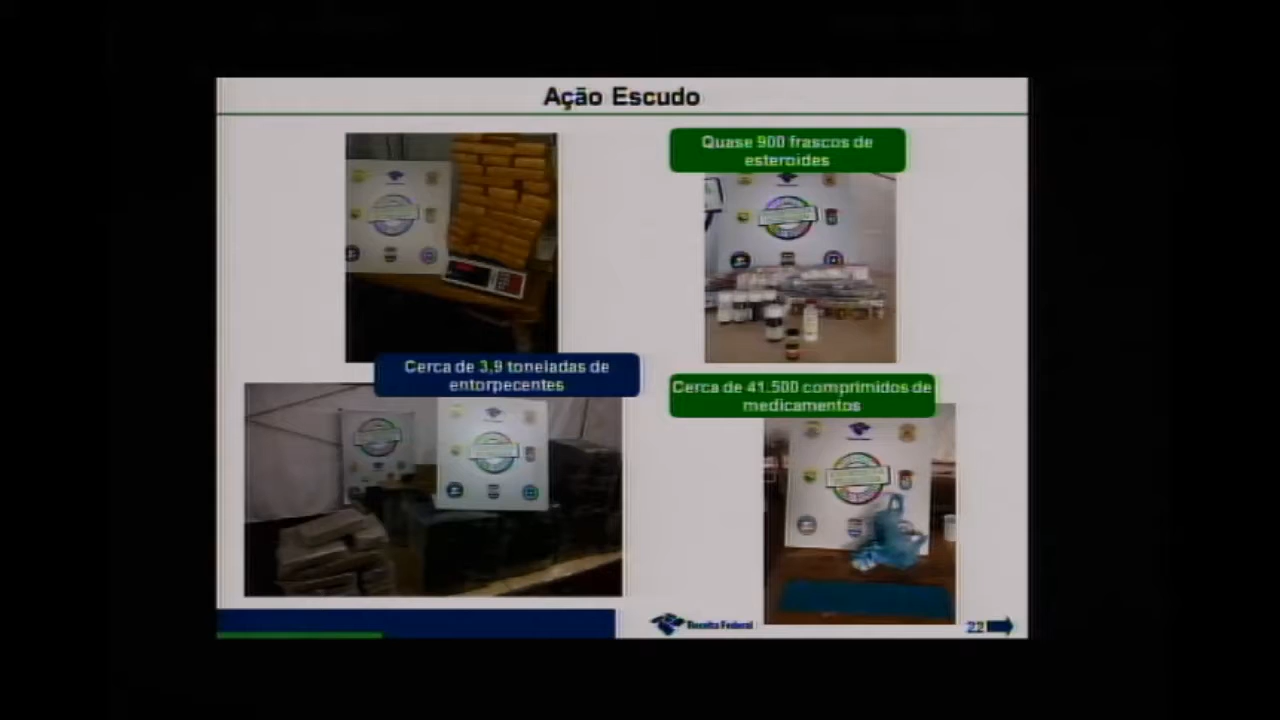 Ação Escudo
Quase 900 frascos de
esteroides
Cerca de 3,9 toneladas de
entorpecentes
Cerca de 41.500 comprimidos de
medicamentos
Receita Federal
22